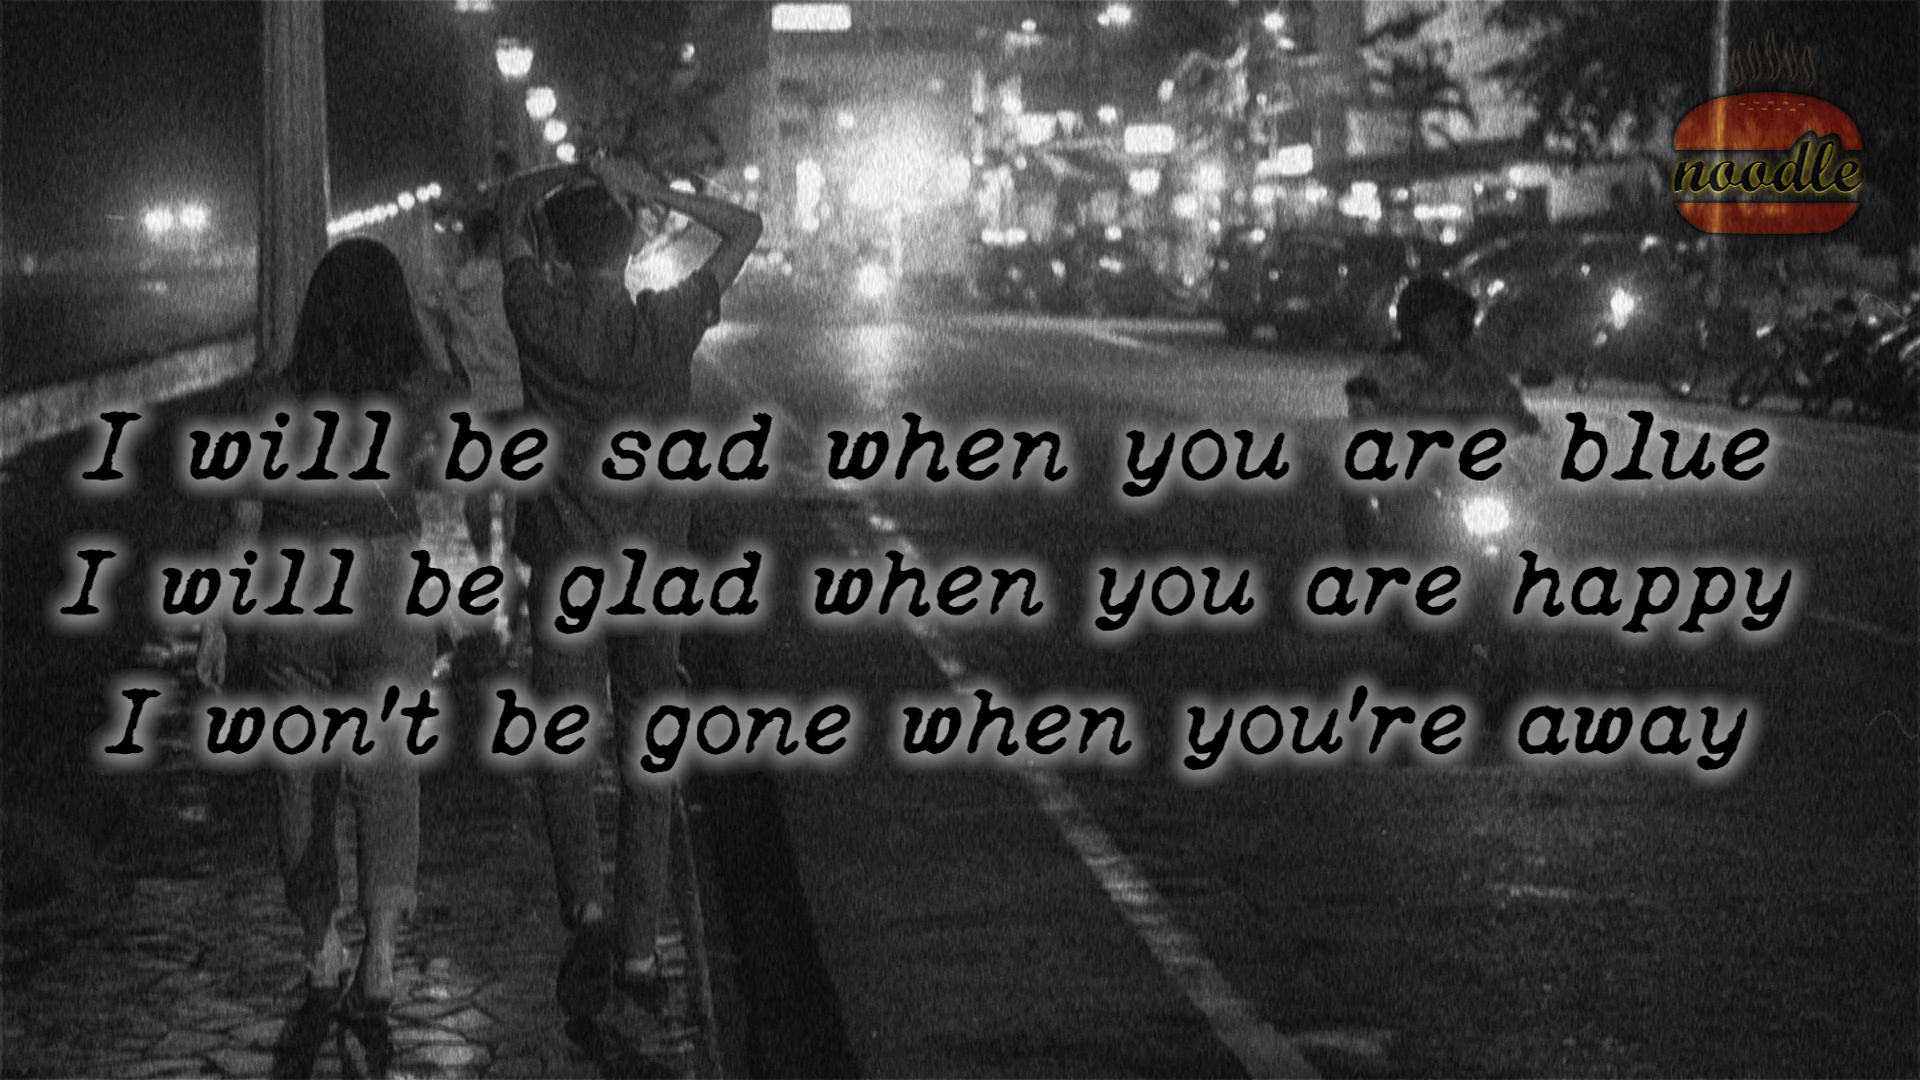 noodle
I will be sad when you are blue
I will be glad when you are happy
I won't be gone when you're away